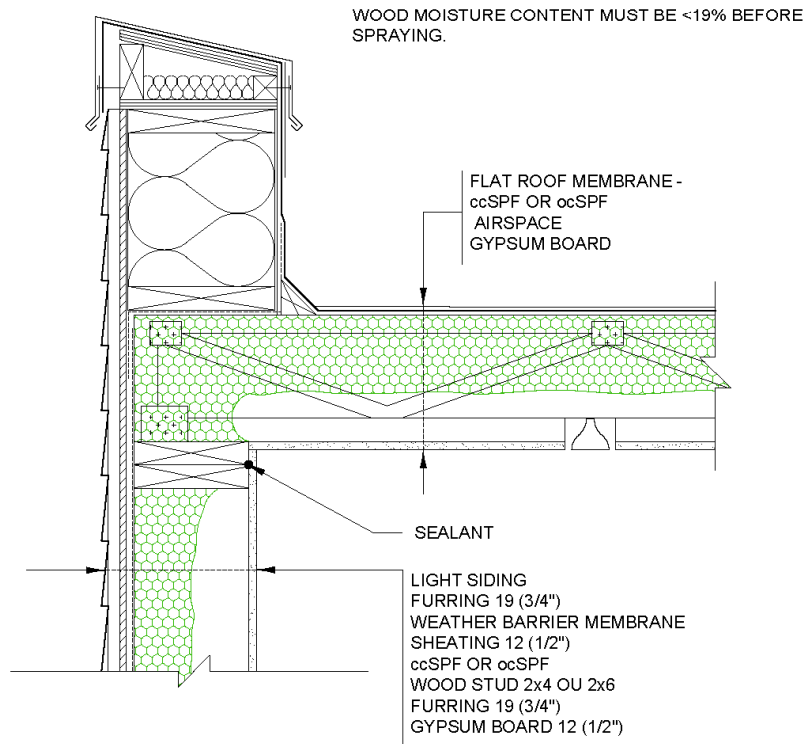 WOOD MOISTURE CONTENT MUST BE <19% BEFORE
SPRAYING.
FLAT ROOF MEMBRANE -
ccSPF OR ocSPF
AIRSPACE
GYPSUM BOARD
SEALANT
LIGHT SIDING
FURRING 19 (3/4")
WEATHER BARRIER MEMBRANE
SHEATING 12 (1/2")
ccSPF OR ocSPF
WOOD STUD 2x4 OU 2x6
FURRING 19 (3/4")
GYPSUM BOARD 12 (1/2")